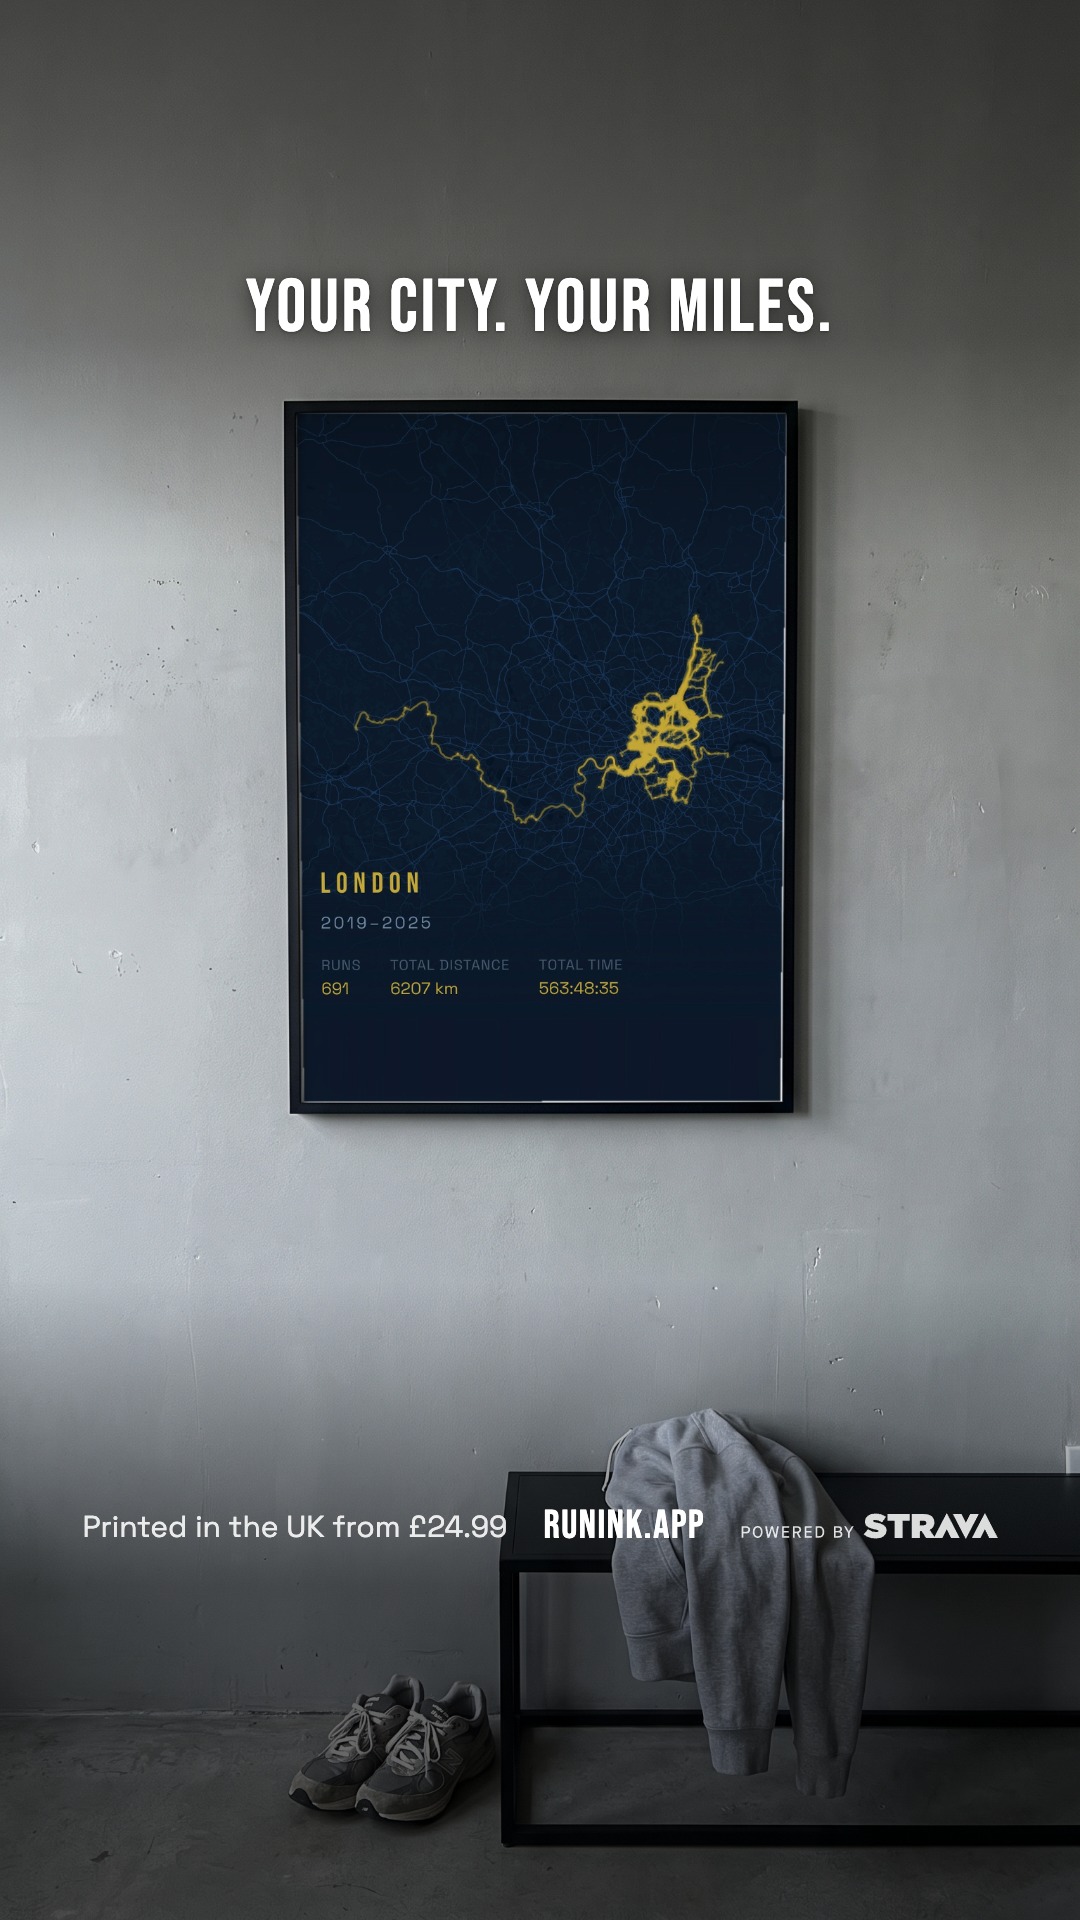 YOUR CITY. YOUR MILES.
LONDON
2019–2025
RUNS TOTAL DISTANCE TOTAL TIME
691 6207 km 563:48:35
Printed in the UK from £24.99 RUNINK.APP POWERED BY STRAVA